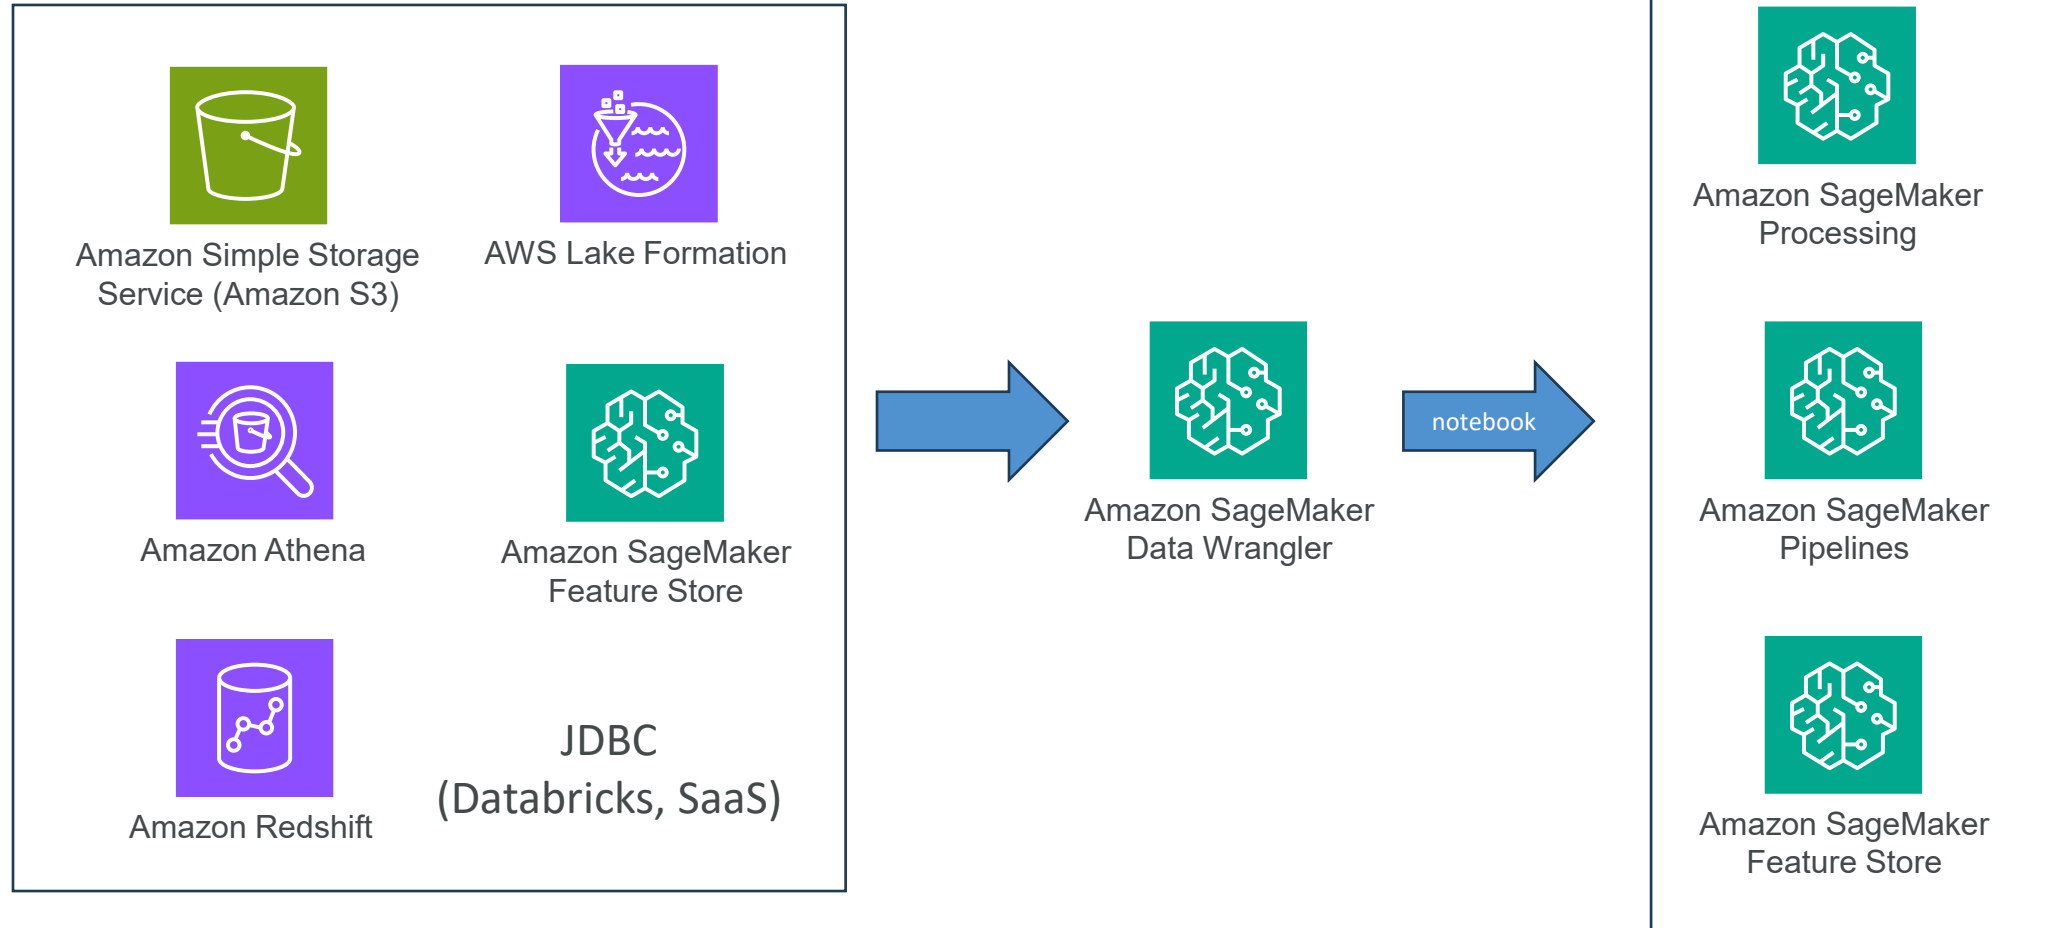 Amazon Simple Storage
Service (Amazon S3)
AWS Lake Formation
Amazon Athena
Amazon SageMaker
Feature Store
Amazon Redshift
JDBC
(Databricks, SaaS)
Amazon SageMaker
Data Wrangler
notebook
Amazon SageMaker
Processing
Amazon SageMaker
Pipelines
Amazon SageMaker
Feature Store